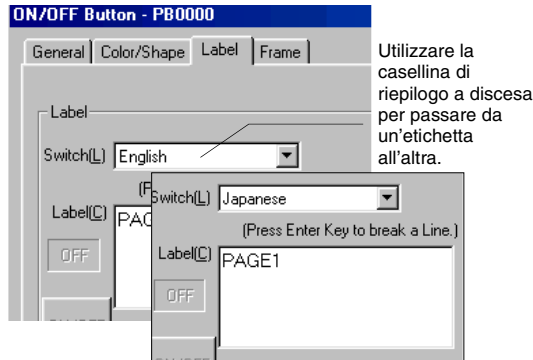 ON/OFF Button - PB0000
General Color/Shape Label Frame
Utilizzare la
casellina di
riepilogo a discesa
per passare da
un'etichetta
all'altra.
Label
Switch(L) English
Label(C)
OFF
Switch(L) Japanese
(Press Enter Key to break a Line.)
Label(C) PAGE1
OFF